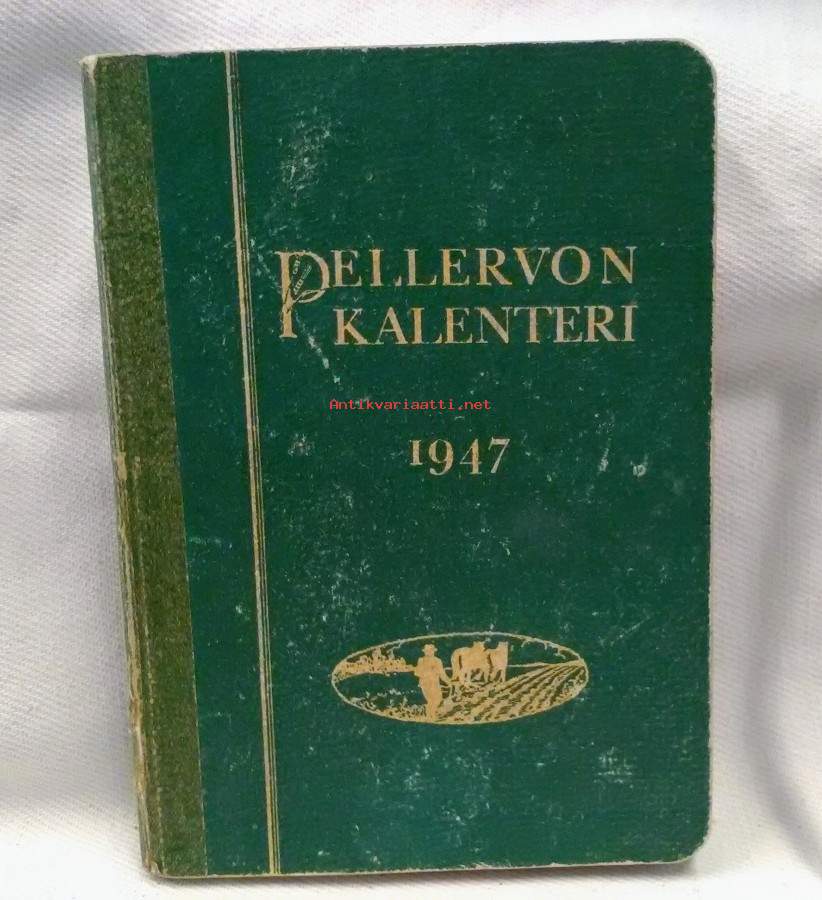 PELLERVON
KALENTERI
Antikvariaatti.net
1947